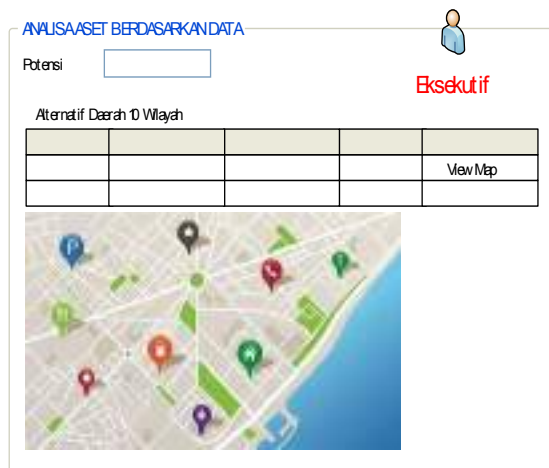 ANALISA ASET BERDASARKAN DATA
Potensi
Eksekutif
Alternatif Daerah 10 Wilayah
View Map
P